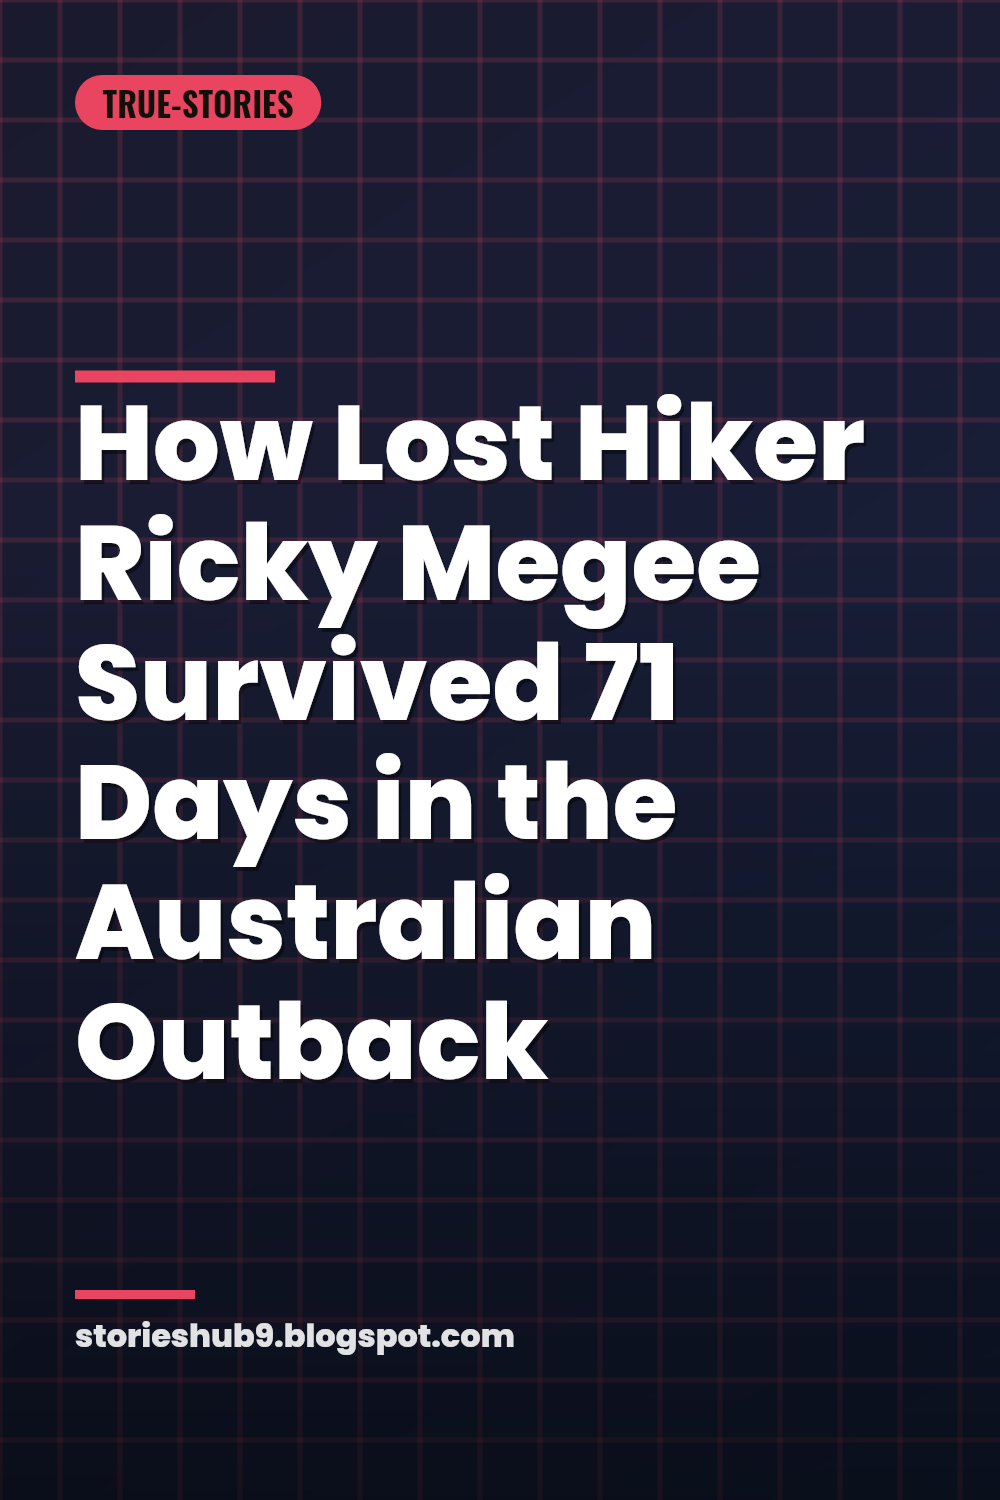 TRUE-STORIES
How Lost Hiker
Ricky Megee
Survived 71
Days in the
Australian
Outback
storieshub9.blogspot.com